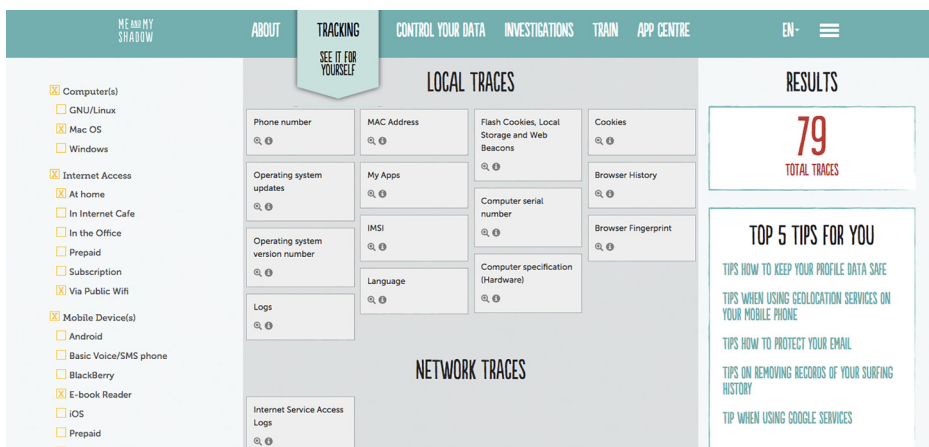 ME AND MY
SHADOW
ABOUT
TRACKING
SEE IT FOR
YOURSELF
CONTROL YOUR DATA
INVESTIGATIONS
TRAIN
APP CENTRE
EN
Computer(s)
GNU/Linux
Mac OS
Windows
Internet Access
At home
In Internet Cafe
In the Office
Prepaid
Subscription
Via Public Wifi
Mobile Device(s)
Android
Basic Voice/SMS phone
BlackBerry
E-book Reader
iOS
Prepaid
LOCAL TRACES
Phone number
Operating system
updates
Operating system
version number
Logs
MAC Address
My Apps
IMSI
Language
Flash Cookies, Local
Storage and Web
Beacons
Computer serial
number
Computer specification
(Hardware)
Cookies
Browser History
Browser Fingerprint
NETWORK TRACES
Internet Service Access
Logs
RESULTS
79
TOTAL TRACES
TOP 5 TIPS FOR YOU
TIPS HOW TO KEEP YOUR PROFILE DATA SAFE
TIPS WHEN USING GEOLOCATION SERVICES ON
YOUR MOBILE PHONE
TIPS HOW TO PROTECT YOUR EMAIL
TIPS ON REMOVING RECORDS OF YOUR SURFING
HISTORY
TIP WHEN USING GOOGLE SERVICES